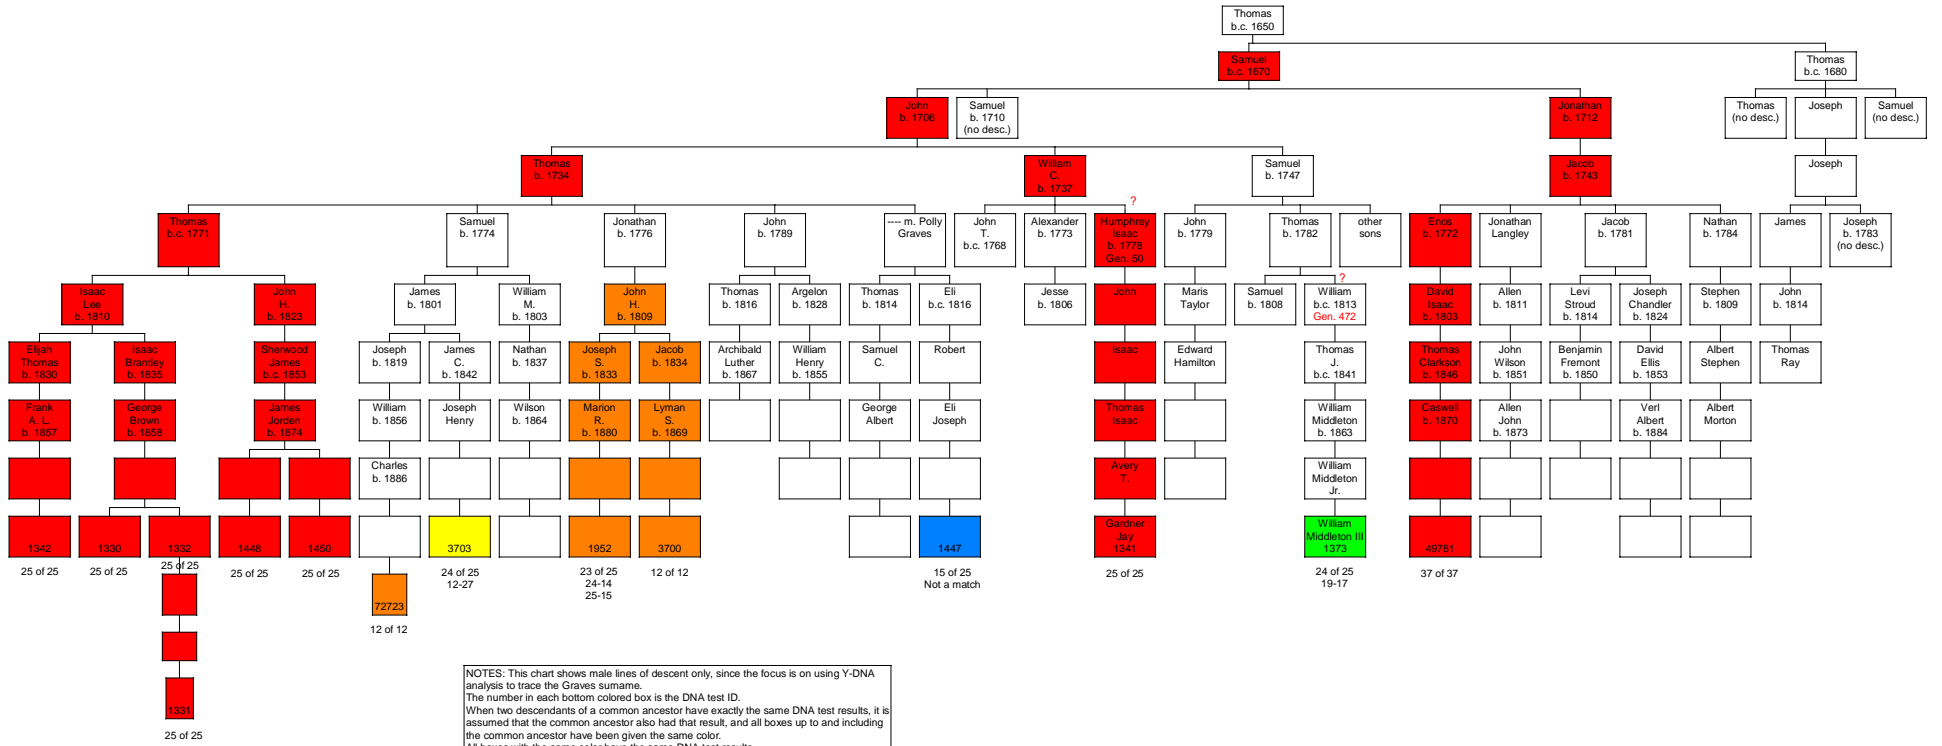 Thomas
b.c. 1650
Samuel
b.c. 1870
Thomas
b.c. 1680
John
b. 1706
Samuel
b. 1710
(no desc.)
Jonathan
b. 1712
Thomas
(no desc.)
Joseph
Samuel
(no desc.)
Thomas
b. 1734
William
C.
b. 1737
Samuel
b. 1747
Jacob
b. 1743
Joseph
?
Thomas
b.c. 1771
Samuel
b. 1774
Jonathan
b. 1776
John
b. 1789
---- m. Polly
Graves
John
T.
b.c. 1768
Alexander
b. 1773
Humphrey
Isaac
b. 1778
Gen. 50
John
b. 1779
Thomas
b. 1782
other
sons
Enos
b. 1772
Jonathan
Langley
Jacob
b. 1781
Nathan
b. 1784
James
Joseph
b. 1783
(no desc.)
?
Isaac
Lee
b. 1810
John
H.
b. 1823
James
b. 1801
William
M.
b. 1803
John
H.
b. 1809
Thomas
b. 1816
Argelon
b. 1828
Thomas
b. 1814
Eli
b.c. 1816
Jesse
b. 1806
John
Maris
Taylor
Samuel
b. 1808
William
b.c. 1813
Gen. 472
David
Isaac
b. 1803
Allen
b. 1811
Levi
Stroud
b. 1814
Joseph
Chandler
b. 1824
Stephen
b. 1809
John
b. 1814
Elijah
Thomas
b. 1830
Isaac
Brantley
b. 1835
Sherwood
James
b.c. 1853
Joseph
b. 1819
James
C.
b. 1842
Nathan
b. 1837
Joseph
S.
b. 1833
Jacob
b. 1834
Archibald
Luther
b. 1867
William
Henry
b. 1855
Samuel
C.
Robert
Isaac
Edward
Hamilton
Thomas
J.
b.c. 1841
Thomas
Clarkson
b. 1846
John
Wilson
b. 1851
Benjamin
Fremont
b. 1850
David
Ellis
b. 1853
Albert
Stephen
Thomas
Ray
Frank
A. L.
b. 1857
George
Brown
b. 1858
James
Jorden
b. 1874
William
b. 1856
Joseph
Henry
Wilson
b. 1864
Marion
R.
b. 1880
Lyman
S.
b. 1869
George
Albert
Eli
Joseph
Thomas
Isaac
William
Middleton
b. 1863
Caswell
b. 1870
Allen
John
b. 1873
Verl
Albert
b. 1884
Albert
Morton
Charles
b. 1886
Avery
T.
William
Middleton
Jr.
1342
1330
1332
1448
1450
3703
1952
3700
1447
Gardner
Jay
1341
William
Middleton III
1373
49781
25 of 25
25 of 25
25 of 25
25 of 25
25 of 25
24 of 25
12-27
23 of 25
24-14
25-15
12 of 12
15 of 25
Not a match
25 of 25
24 of 25
19-17
37 of 37
72723
12 of 12
1331
25 of 25
NOTES: This chart shows male lines of descent only, since the focus is on using Y-DNA
analysis to trace the Graves surname.
The number in each bottom colored box is the DNA test ID.
When two descendants of a common ancestor have exactly the same DNA test results, it is
assumed that the common ancestor also had that result, and all boxes up to and including
the common ancestor have been given the same color.
All boxes with the same color have the same DNA test results.